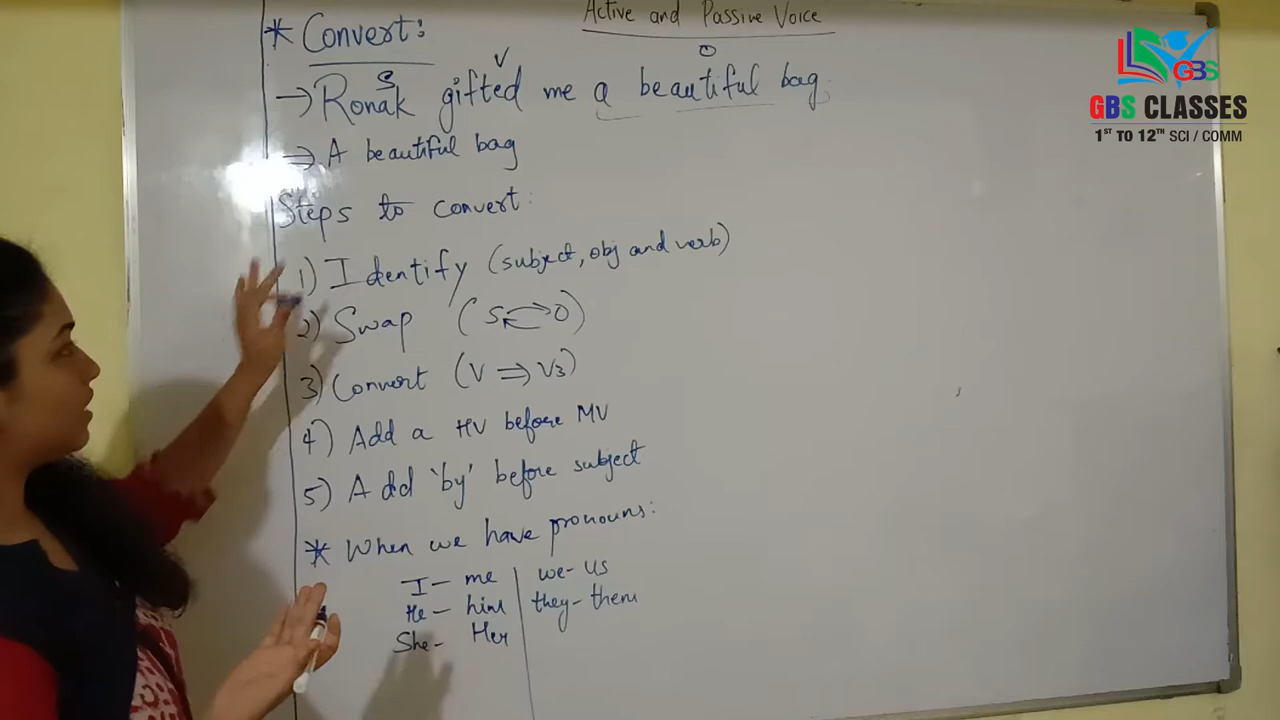 Active and Passive Voice
* Convert:
S V O
→ Ronak gifted me a beautiful bag.
⇒ A beautiful bag
Steps to convert:
1) Identify (subject, obj and verb)
2) Swap (S ⇄ O)
3) Convert (V ⇒ V3)
4) Add a HV before MV
5) Add 'by' before subject
* When we have pronouns:
I – me | we – us
He – him | they – them
She – Her
GBS
GBS CLASSES
1ST TO 12TH SCI / COMM